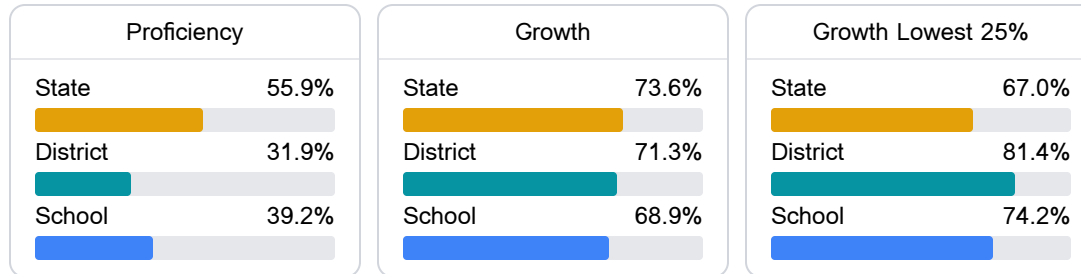 Proficiency
State 55.9%
District 31.9%
School 39.2%
Growth
State 73.6%
District 71.3%
School 68.9%
Growth Lowest 25%
State 67.0%
District 81.4%
School 74.2%